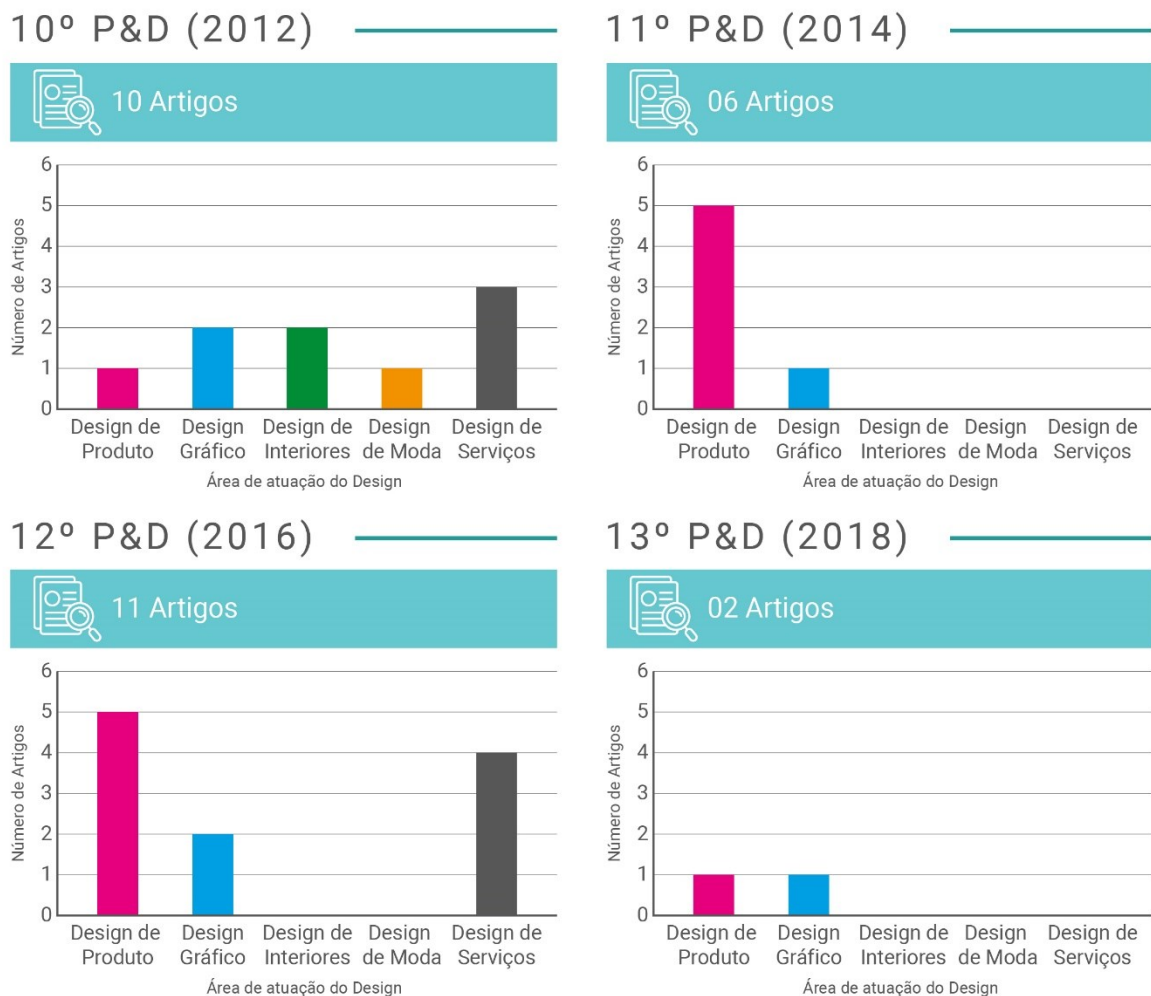 10º P&D (2012)
10 Artigos
Número de Artigos
6
5
4
3
2
1
0
Design de Produto
Design Gráfico
Design de Interiores
Design de Moda
Design de Serviços
Área de atuação do Design
11º P&D (2014)
06 Artigos
Número de Artigos
6
5
4
3
2
1
0
Design de Produto
Design Gráfico
Design de Interiores
Design de Moda
Design de Serviços
Área de atuação do Design
12º P&D (2016)
11 Artigos
Número de Artigos
6
5
4
3
2
1
0
Design de Produto
Design Gráfico
Design de Interiores
Design de Moda
Design de Serviços
Área de atuação do Design
13º P&D (2018)
02 Artigos
Número de Artigos
6
5
4
3
2
1
0
Design de Produto
Design Gráfico
Design de Interiores
Design de Moda
Design de Serviços
Área de atuação do Design